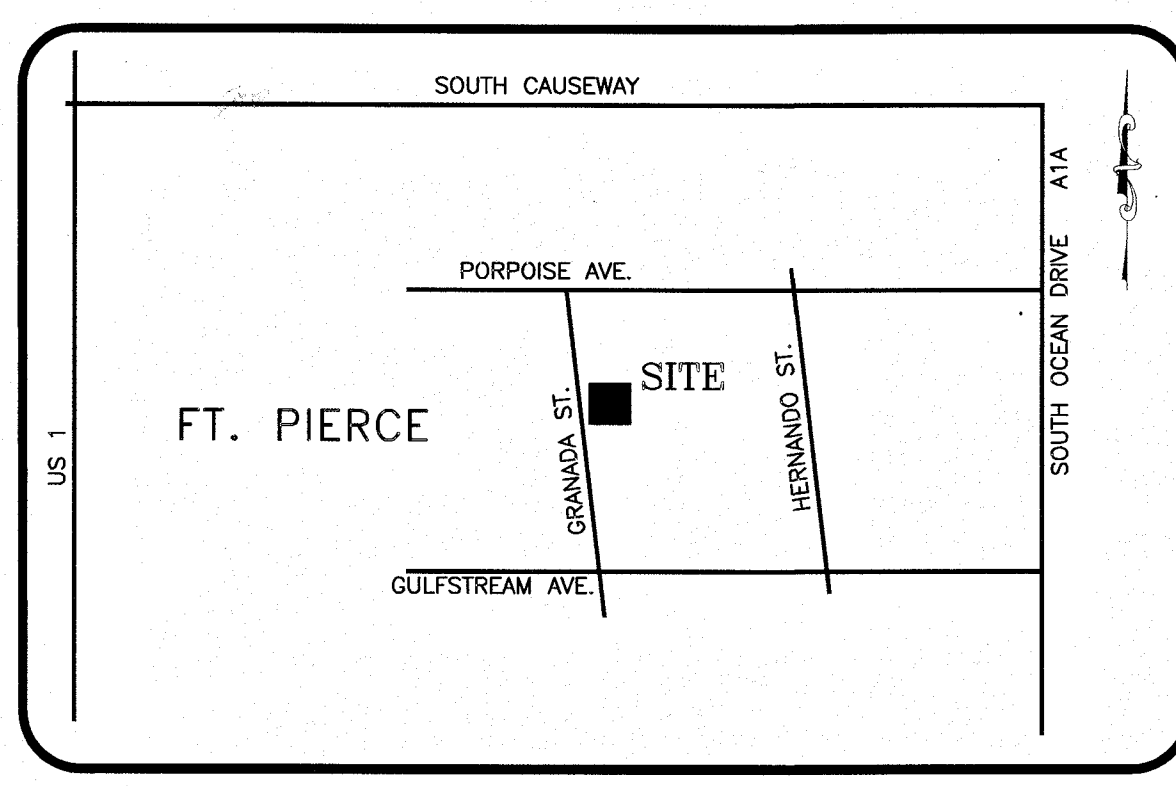 SOUTH CAUSEWAY
SOUTH OCEAN DRIVE A1A
PORPOISE AVE.
SITE
HERNANDO ST.
GRANADA ST.
FT. PIERCE
US 1
GULFSTREAM AVE.